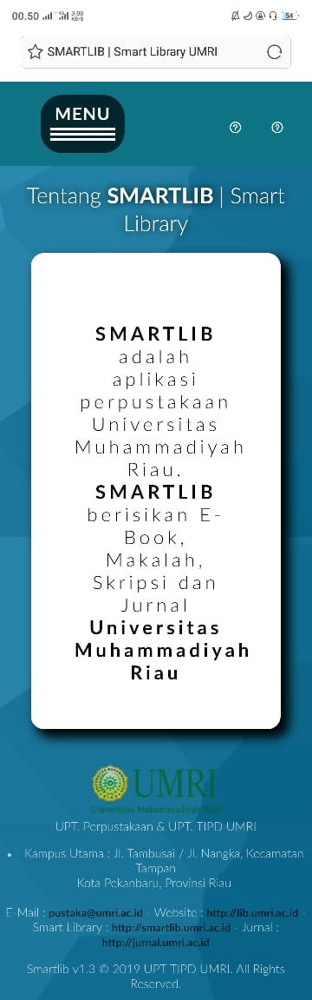 00.50 3,00 KB/S 54
SMARTLIB | Smart Library UMRI
MENU
Tentang SMARTLIB | Smart
Library
SMARTLIB
adalah
aplikasi
perpustakaan
Universitas
Muhammadiyah
Riau.
SMARTLIB
berisikan E-
Book,
Makalah,
Skripsi dan
Jurnal
Universitas
Muhammadiyah
Riau
UMRI
Universitas Muhammadiyah Riau
UPT. Perpustakaan & UPT. TIPD UMRI
• Kampus Utama : Jl. Tambusai / Jl. Nangka, Kecamatan
Tampan
Kota Pekanbaru, Provinsi Riau
E-Mail : pustaka@umri.ac.id - Website : http://lib.umri.ac.id -
Smart Library : http://smartlib.umri.ac.id - Jurnal :
http://jurnal.umri.ac.id
Smartlib v1.3 © 2019 UPT TIPD UMRI. All Rights
Reserved.